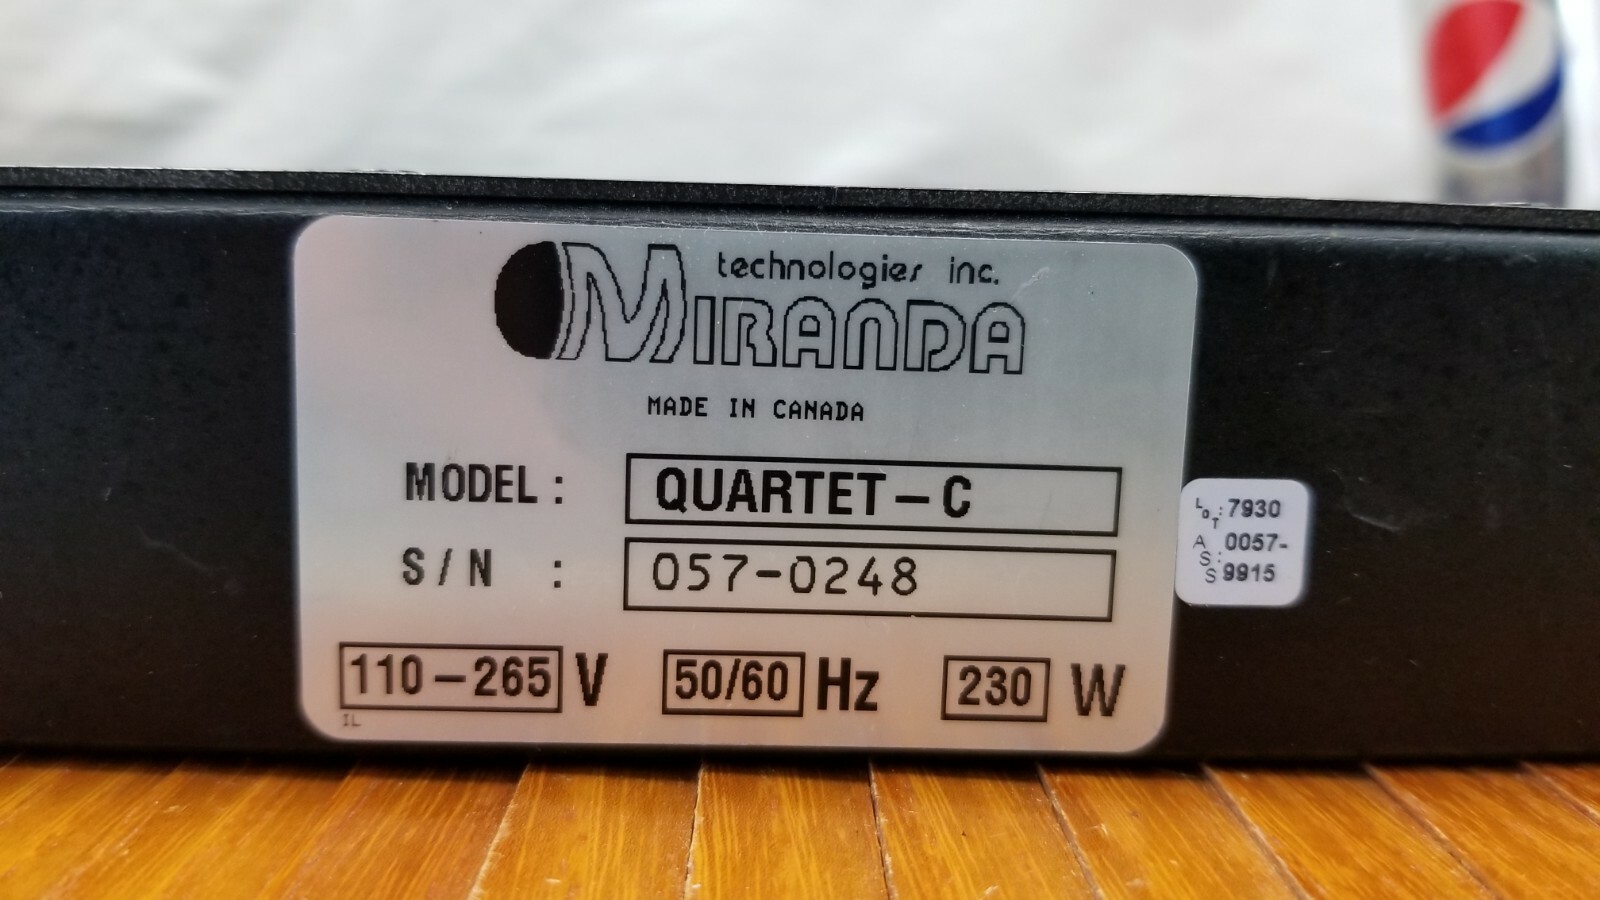 technologies inc.
MIRANDA
MADE IN CANADA
MODEL : QUARTET-C
S/N : 057-0248
110-265 V 50/60 Hz 230 W
IL
LOT: 7930
ASS: 0057-
9915